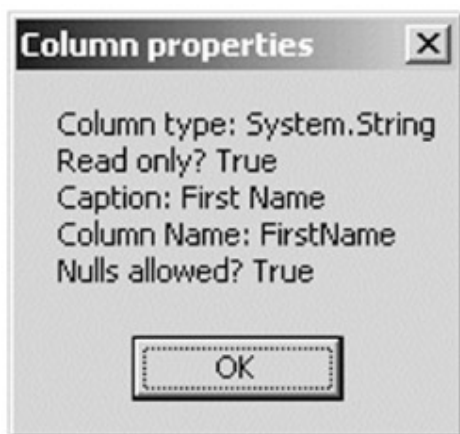 Column properties
Column type: System.String
Read only? True
Caption: First Name
Column Name: FirstName
Nulls allowed? True
OK